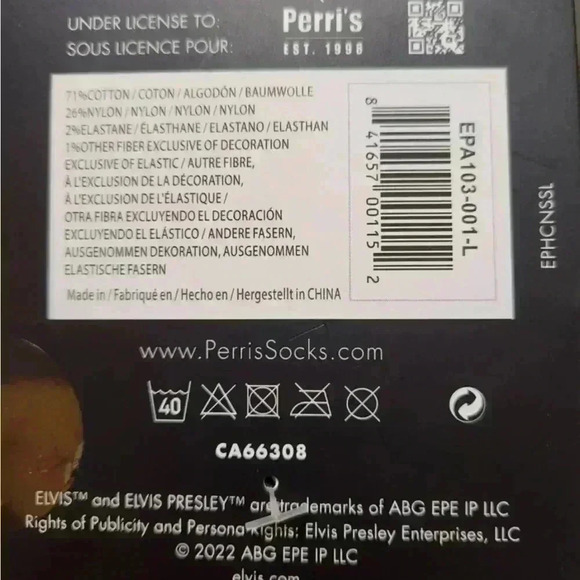 UNDER LICENSE TO:
SOUS LICENCE POUR:
Perri's
EST. 1998
71%COTTON / COTON / ALGODÓN / BAUMWOLLE
26%NYLON / NYLON / NYLON / NYLON
2%ELASTANE / ÉLASTHANE / ELASTANO / ELASTHAN
1%OTHER FIBER EXCLUSIVE OF DECORATION
EXCLUSIVE OF ELASTIC / AUTRE FIBRE,
À L'EXCLUSION DE LA DÉCORATION,
À L'EXCLUSION DE L'ÉLASTIQUE /
OTRA FIBRA EXCLUYENDO EL DECORACIÓN
EXCLUYENDO EL ELÁSTICO / ANDERE FASERN,
AUSGENOMMEN DEKORATION, AUSGENOMMEN
ELASTISCHE FASERN
Made in / Fabriqué en / Hecho en / Hergestellt in CHINA
8 41657 00115 2
EPA103-001-L
EPHCNSSL
www.PerrisSocks.com
40
CA66308
ELVIS™ and ELVIS PRESLEY™ are trademarks of ABG EPE IP LLC
Rights of Publicity and Persona Rights: Elvis Presley Enterprises, LLC
© 2022 ABG EPE IP LLC
elvis.com